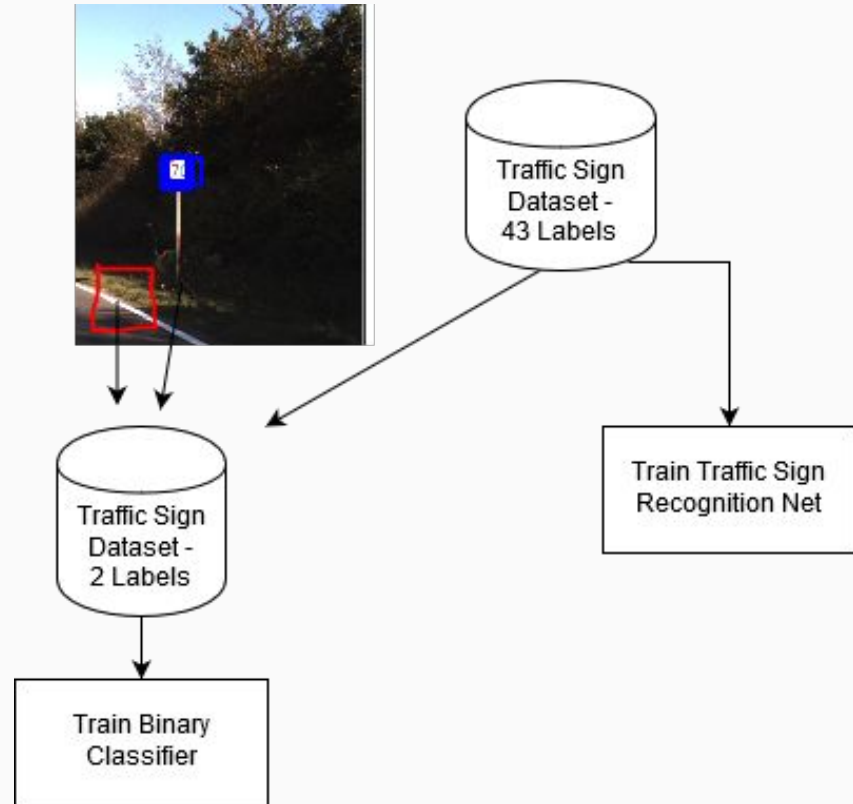 Traffic Sign
Dataset -
43 Labels
Traffic Sign
Dataset -
2 Labels
Train Traffic Sign
Recognition Net
Train Binary
Classifier